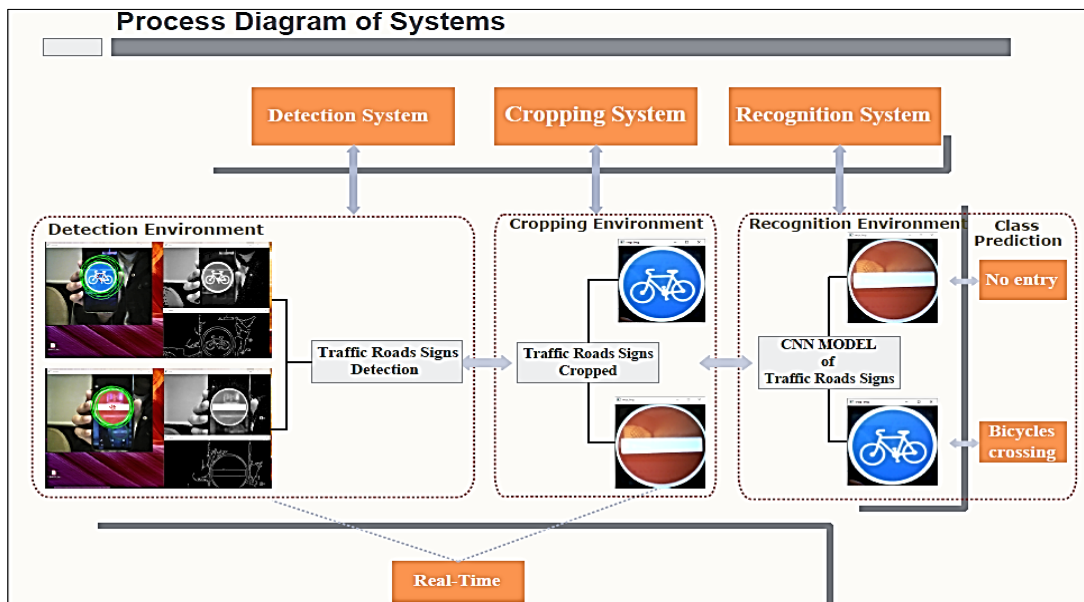 Process Diagram of Systems
Detection System
Cropping System
Recognition System
Detection Environment
Cropping Environment
Recognition Environment
Class
Prediction
No entry
Traffic Roads Signs
Detection
Traffic Roads Signs
Cropped
CNN MODEL
of
Traffic Roads Signs
Bicycles
crossing
Real-Time